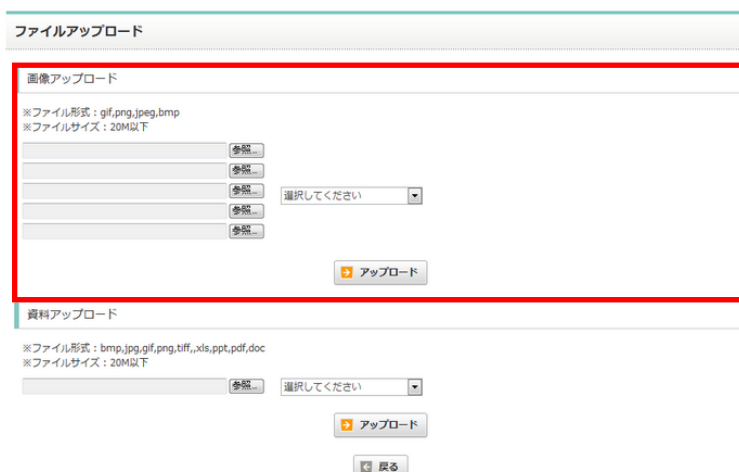 ファイルアップロード
画像アップロード
※ファイル形式：gif,png,jpeg,bmp
※ファイルサイズ：20M以下
参照...
参照...
参照...
選択してください
参照...
参照...
アップロード
資料アップロード
※ファイル形式：bmp,jpg,gif,png,tiff,,xls,ppt,pdf,doc
※ファイルサイズ：20M以下
参照...
選択してください
アップロード
戻る